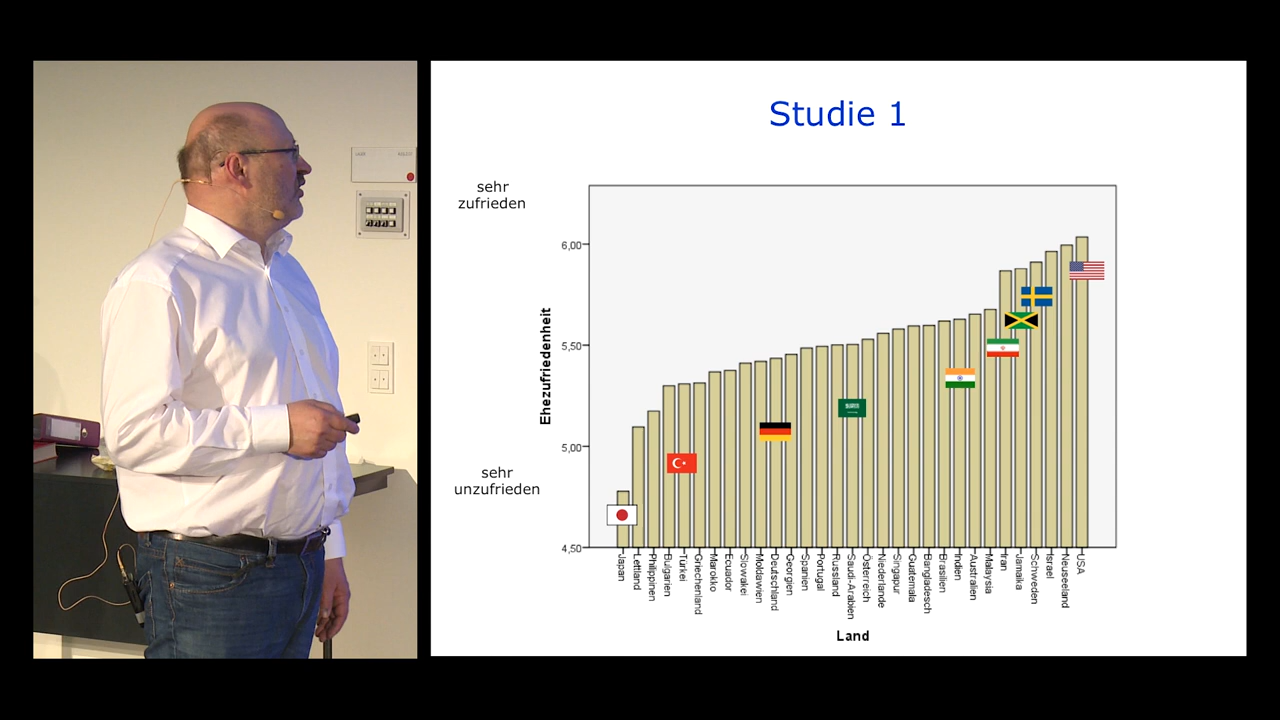 Studie 1
sehr
zufrieden
6,00
5,50
Ehezufriedenheit
5,00
sehr
unzufrieden
4,50
Japan
Lettland
Philippinen
Bulgarien
Türkei
Griechenland
Marokko
Ecuador
Slovakei
Moldawien
Deutschland
Georgien
Spanien
Portugal
Russland
Saudi-Arabien
Österreich
Niederlande
Singapur
Guatemala
Bangladesch
Brasilien
Indien
Australien
Malaysia
Iran
Jamaika
Schweden
Israel
Neuseeland
USA
Land